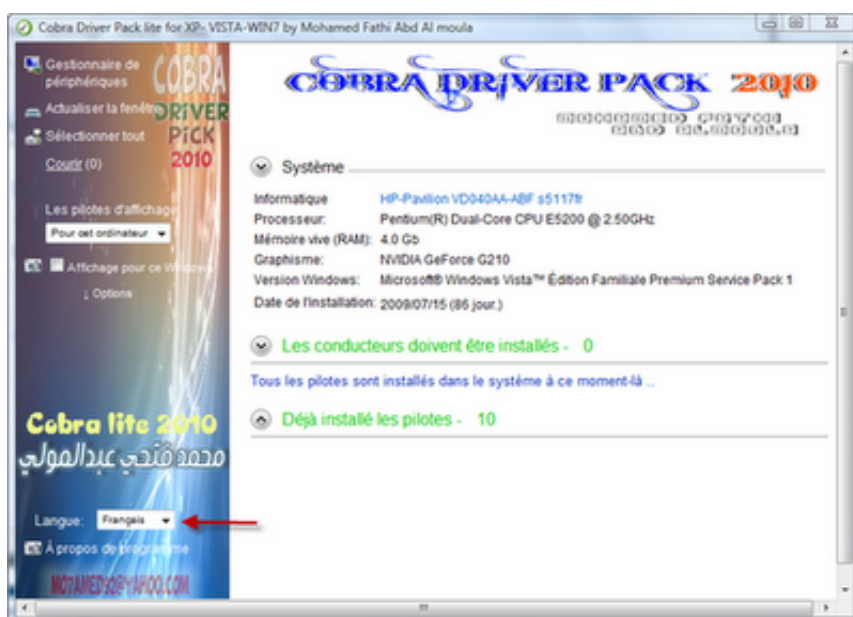 Cobra Driver Pack lite for XP- VISTA-WIN7 by Mohamed Fathi Abd Al moula
Gestionnaire de
périphériques
Actualiser la fenêtre
Sélectionner tout
Courir (0)
COBRA
DRIVER
PiCK
2010
Les pilotes d'affichage
Pour cet ordinateur
Affichage pour ce Windows
↓ Options
Cobra lite 2010
محمد فتحي عبدالمولي
Langue: Français
À propos de programme
MO7AMED92@YAHOO.COM
COBRA DRIVER PACK 2010
Système
Informatique HP-Pavilion VD040AA-ABF s5117fr
Processeur: Pentium(R) Dual-Core CPU E5200 @ 2.50GHz
Mémoire vive (RAM): 4.0 Gb
Graphisme: NVIDIA GeForce G210
Version Windows: Microsoft® Windows Vista™ Édition Familiale Premium Service Pack 1
Date de l'installation: 2009/07/15 (86 jour.)
Les conducteurs doivent être installés - 0
Tous les pilotes sont installés dans le système à ce moment-là ..
Déjà installé les pilotes - 10